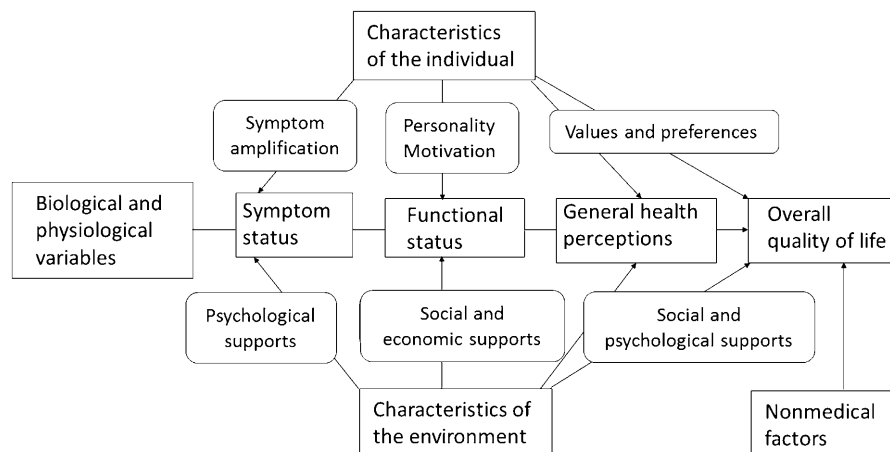 Characteristics
of the individual
Symptom
amplification
Personality
Motivation
Values and preferences
Biological and
physiological
variables
Symptom
status
Functional
status
General health
perceptions
Overall
quality of life
Psychological
supports
Social and
economic supports
Social and
psychological supports
Characteristics of
the environment
Nonmedical
factors